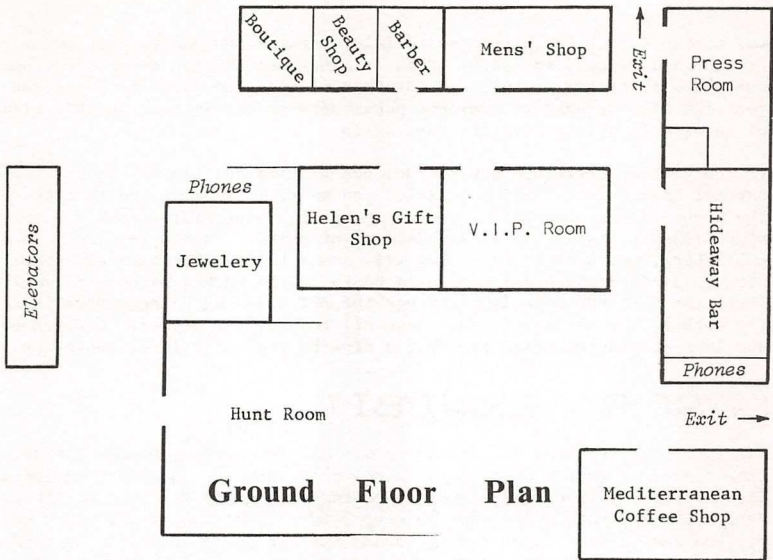 Boutique
Beauty
Shop
Barber
Mens' Shop
Exit
Press
Room
Phones
Helen's Gift
Shop
V.I.P. Room
Jewelery
Elevators
Hideaway Bar
Phones
Hunt Room
Exit
Ground Floor Plan
Mediterranean
Coffee Shop